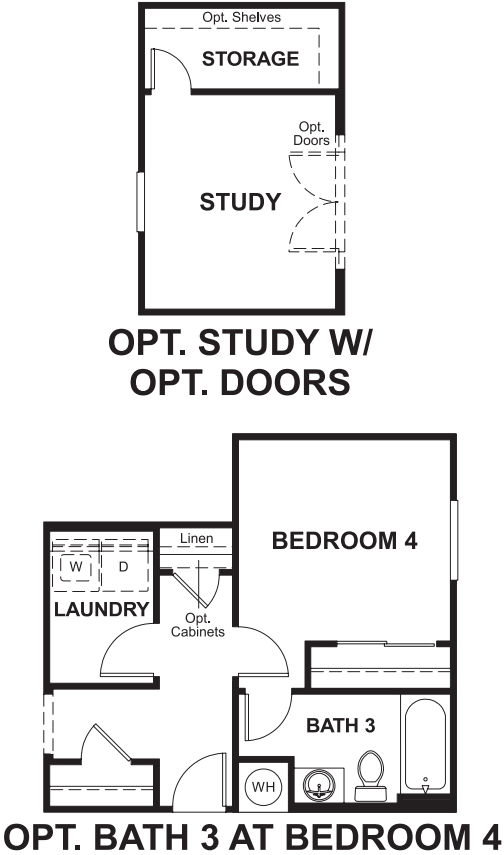 Opt. Shelves
STORAGE
Opt.
Doors
STUDY
OPT. STUDY W/
OPT. DOORS
Linen
BEDROOM 4
W
D
LAUNDRY
Opt.
Cabinets
BATH 3
WH
OPT. BATH 3 AT BEDROOM 4